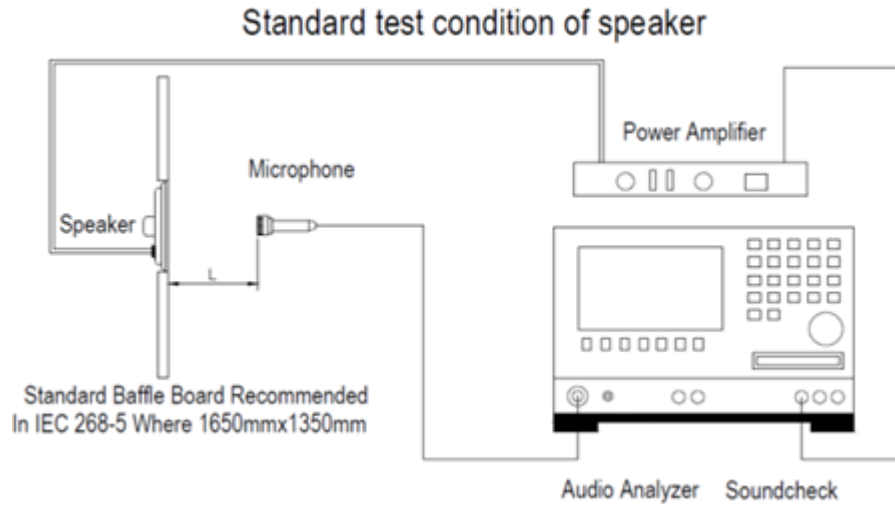 Standard test condition of speaker
Power Amplifier
Microphone
Speaker
L
Standard Baffle Board Recommended
In IEC 268-5 Where 1650mmx1350mm
Audio Analyzer
Soundcheck